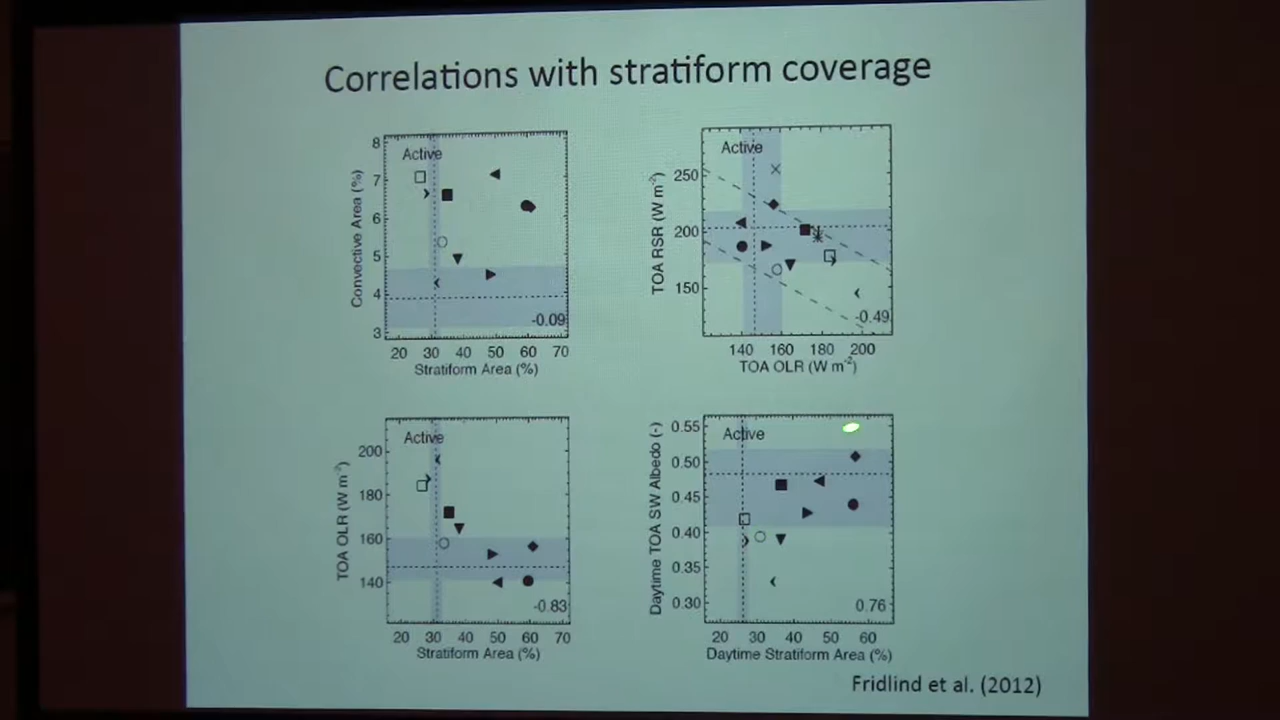 Correlations with stratiform coverage
Active
8
7
6
5
4
3
Convective Area (%)
-0.09
20 30 40 50 60 70
Stratiform Area (%)
Active
250
200
150
TOA RSR (W m-2)
-0.49
140 160 180 200
TOA OLR (W m-2)
Active
200
180
160
140
TOA OLR (W m-2)
-0.83
20 30 40 50 60 70
Stratiform Area (%)
Active
0.55
0.50
0.45
0.40
0.35
0.30
Daytime TOA SW Albedo (-)
0.76
20 30 40 50 60
Daytime Stratiform Area (%)
Fridlind et al. (2012)